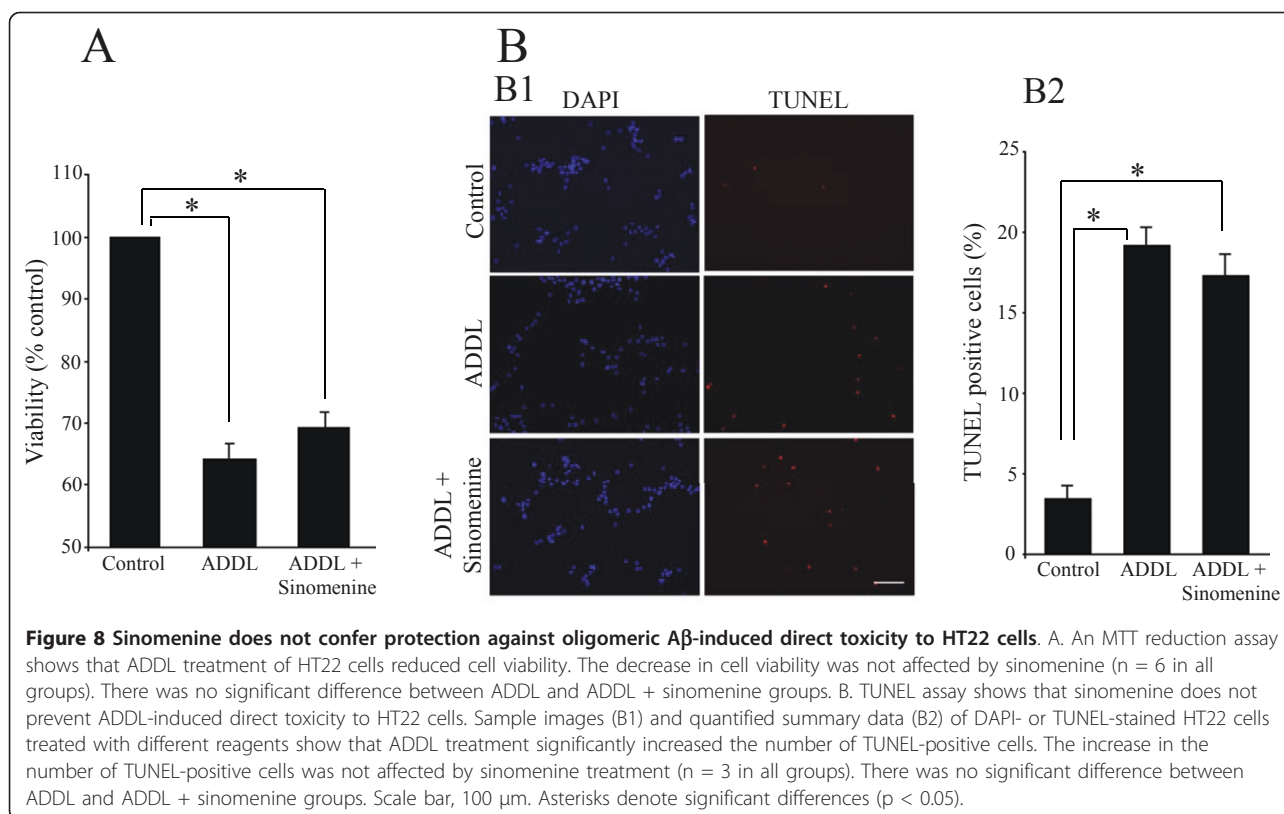 A
Viability (% control)
110
100
90
80
70
60
50
*
*
Control
ADDL
ADDL +
Sinomenine
B
B1
DAPI
TUNEL
Control
ADDL
ADDL +
Sinomenine
B2
TUNEL positive cells (%)
25
20
15
10
5
0
*
*
Control
ADDL
ADDL +
Sinomenine
Figure 8 Sinomenine does not confer protection against oligomeric Aβ-induced direct toxicity to HT22 cells. A. An MTT reduction assay
shows that ADDL treatment of HT22 cells reduced cell viability. The decrease in cell viability was not affected by sinomenine (n = 6 in all
groups). There was no significant difference between ADDL and ADDL + sinomenine groups. B. TUNEL assay shows that sinomenine does not
prevent ADDL-induced direct toxicity to HT22 cells. Sample images (B1) and quantified summary data (B2) of DAPI- or TUNEL-stained HT22 cells
treated with different reagents show that ADDL treatment significantly increased the number of TUNEL-positive cells. The increase in the
number of TUNEL-positive cells was not affected by sinomenine treatment (n = 3 in all groups). There was no significant difference between
ADDL and ADDL + sinomenine groups. Scale bar, 100 μm. Asterisks denote significant differences (p < 0.05).